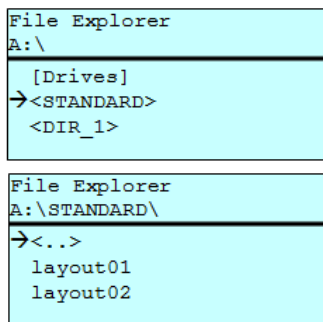 File Explorer
A:\
[Drives]
→<STANDARD>
<DIR_1>
File Explorer
A:\STANDARD\
→<..>
layout01
layout02